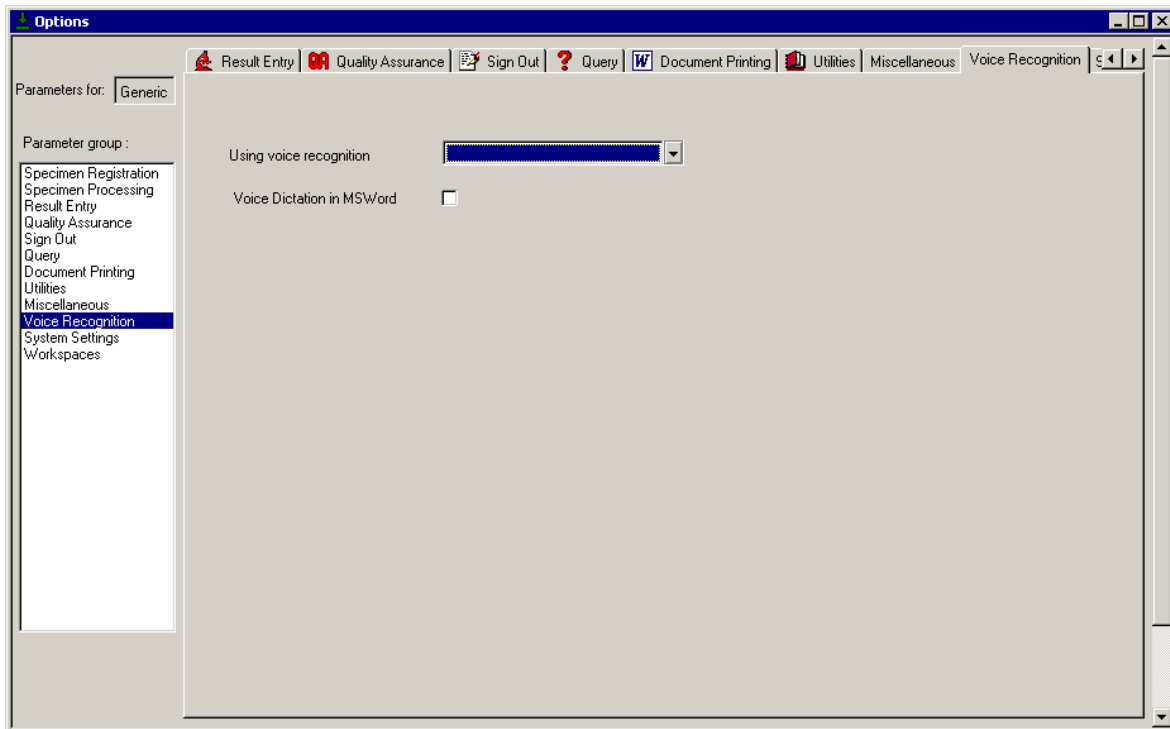 Options
Result Entry QA Quality Assurance Sign Out ? Query W Document Printing Utilities Miscellaneous Voice Recognition
Parameters for: Generic
Parameter group :
Specimen Registration
Specimen Processing
Result Entry
Quality Assurance
Sign Out
Query
Document Printing
Utilities
Miscellaneous
Voice Recognition
System Settings
Workspaces
Using voice recognition
Voice Dictation in MSWord